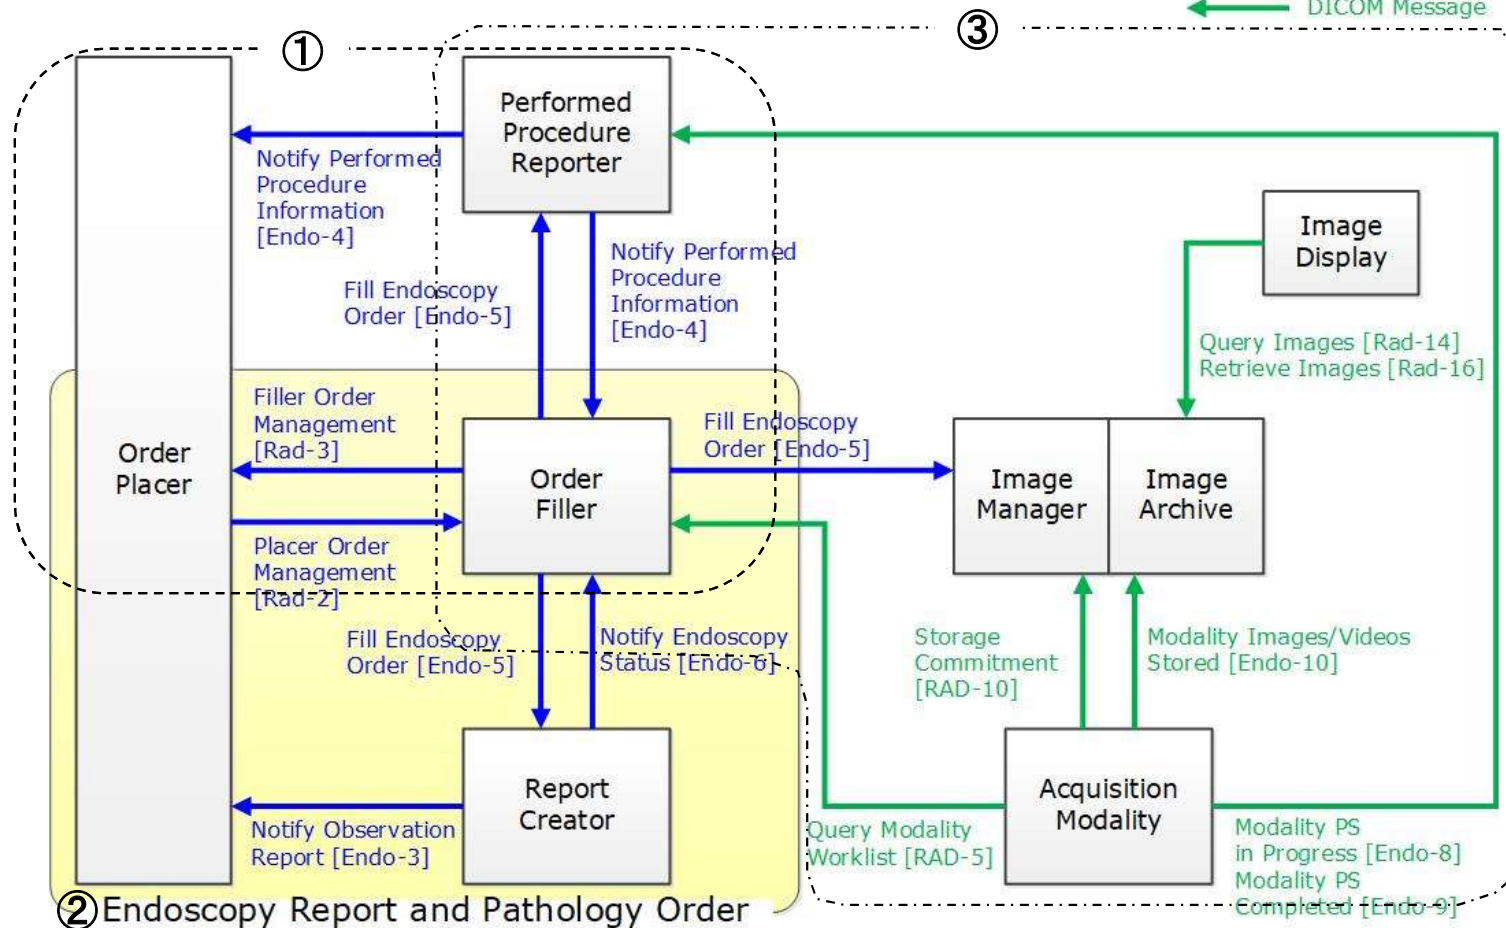 DICOM Message
①
③
Performed
Procedure
Reporter
Notify Performed
Procedure
Information
[Endo-4]
Image
Display
Notify Performed
Procedure
Information
[Endo-4]
Fill Endoscopy
Order [Endo-5]
Query Images [Rad-14]
Retrieve Images [Rad-16]
Filler Order
Management
[Rad-3]
Fill Endoscopy
Order [Endo-5]
Order
Placer
Order
Filler
Image
Manager
Image
Archive
Placer Order
Management
[Rad-2]
Fill Endoscopy
Order [Endo-5]
Notify Endoscopy
Status [Endo-6]
Storage
Commitment
[RAD-10]
Modality Images/Videos
Stored [Endo-10]
Report
Creator
Acquisition
Modality
Notify Observation
Report [Endo-3]
Query Modality
Worklist [RAD-5]
Modality PS
in Progress [Endo-8]
Modality PS
Completed [Endo-9]
②Endoscopy Report and Pathology Order